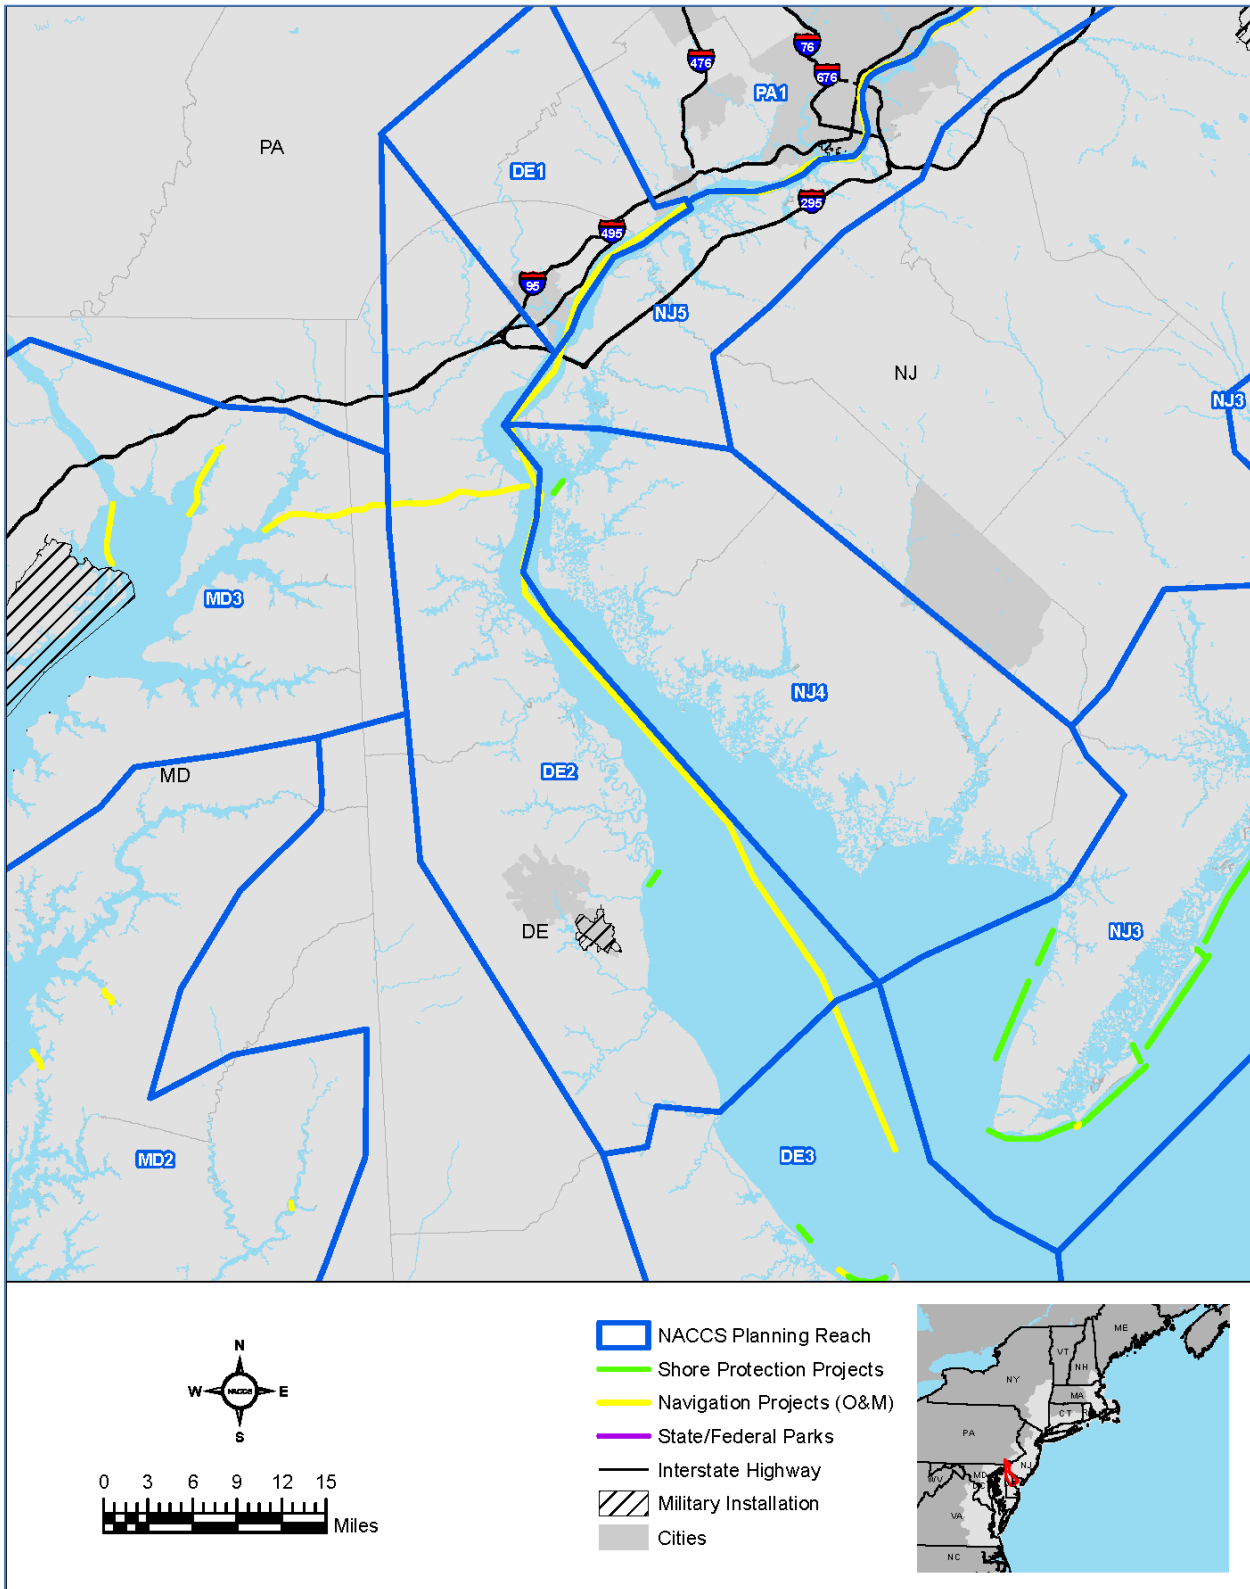 476
76
676
PA1
PA
DE1
295
495
95
NJ5
NJ
NJ3
MD3
NJ4
MD
DE2
DE
NJ3
MD2
DE3
N
W NACCS E
S
0 3 6 9 12 15
Miles
NACCS Planning Reach
Shore Protection Projects
Navigation Projects (O&M)
State/Federal Parks
Interstate Highway
Military Installation
Cities
ME
VT
NH
NY
MA
CT
PA
NJ
MD
WV
VA
NC